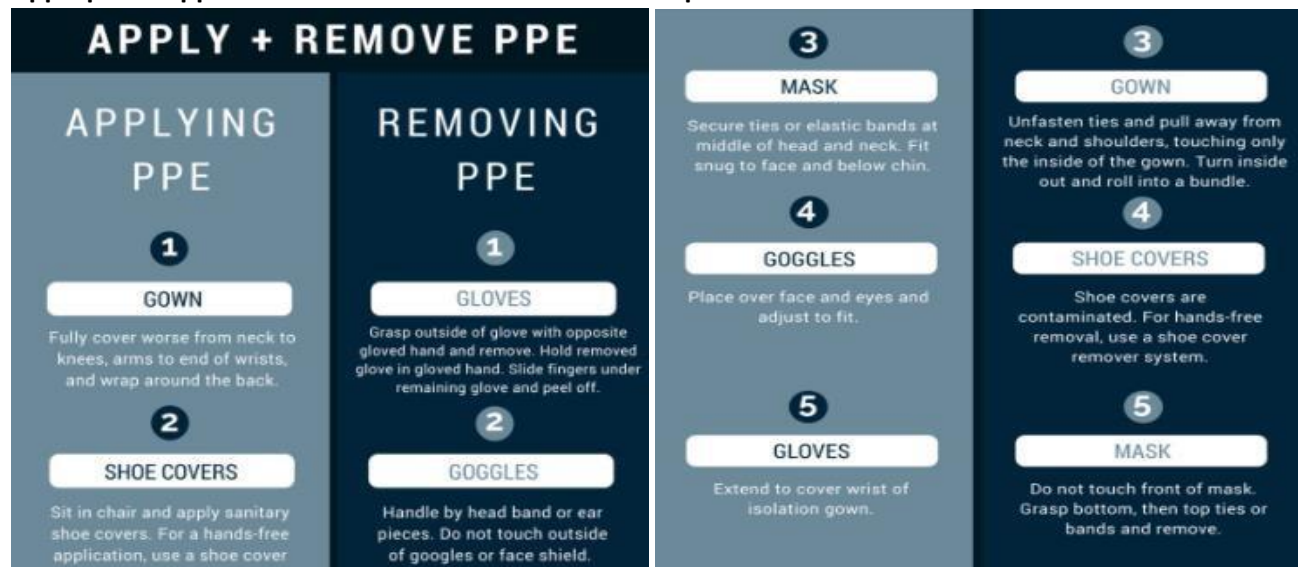 APPLY + REMOVE PPE
APPLYING
PPE
1
GOWN
Fully cover worse from neck to
knees, arms to end of wrists,
and wrap around the back.
2
SHOE COVERS
Sit in chair and apply sanitary
shoe covers. For a hands-free
application, use a shoe cover
REMOVING
PPE
1
GLOVES
Grasp outside of glove with opposite
gloved hand and remove. Hold removed
glove in gloved hand. Slide fingers under
remaining glove and peel off.
2
GOGGLES
Handle by head band or ear
pieces. Do not touch outside
of googles or face shield.
3
MASK
Secure ties or elastic bands at
middle of head and neck. Fit
snug to face and below chin.
4
GOGGLES
Place over face and eyes and
adjust to fit.
5
GLOVES
Extend to cover wrist of
isolation gown.
3
GOWN
Unfasten ties and pull away from
neck and shoulders, touching only
the inside of the gown. Turn inside
out and roll into a bundle.
4
SHOE COVERS
Shoe covers are
contaminated. For hands-free
removal, use a shoe cover
remover system.
5
MASK
Do not touch front of mask.
Grasp bottom, then top ties or
bands and remove.